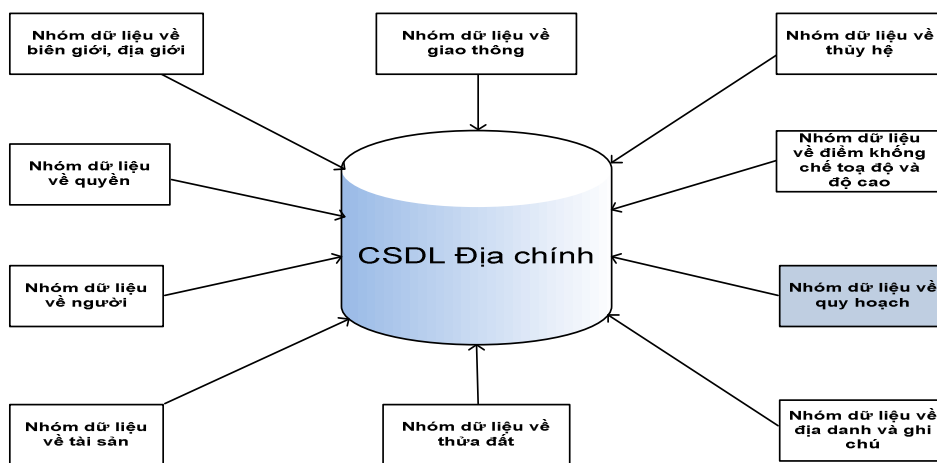 Nhóm dữ liệu về
biên giới, địa giới
Nhóm dữ liệu về
giao thông
Nhóm dữ liệu về
thủy hệ
Nhóm dữ liệu
về quyền
Nhóm dữ liệu
về điểm khống
chế toạ độ và
độ cao
CSDL Địa chính
Nhóm dữ liệu
về người
Nhóm dữ liệu về
quy hoạch
Nhóm dữ liệu
về tài sản
Nhóm dữ liệu về
thửa đất
Nhóm dữ liệu về
địa danh và ghi
chú